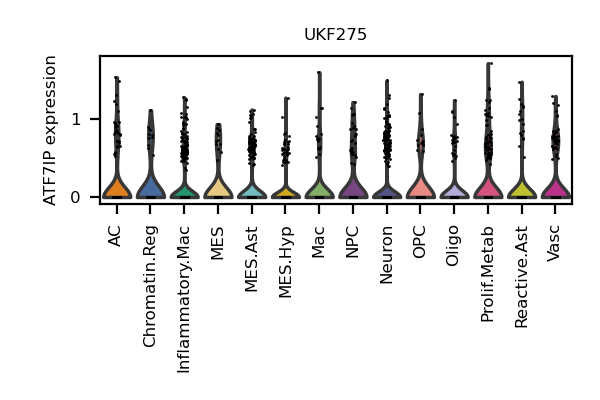 UKF275
ATF7IP expression
1
0
AC
Chromatin.Reg
Inflammatory.Mac
MES
MES.Ast
MES.Hyp
Mac
NPC
Neuron
OPC
Oligo
Prolif.Metab
Reactive.Ast
Vasc